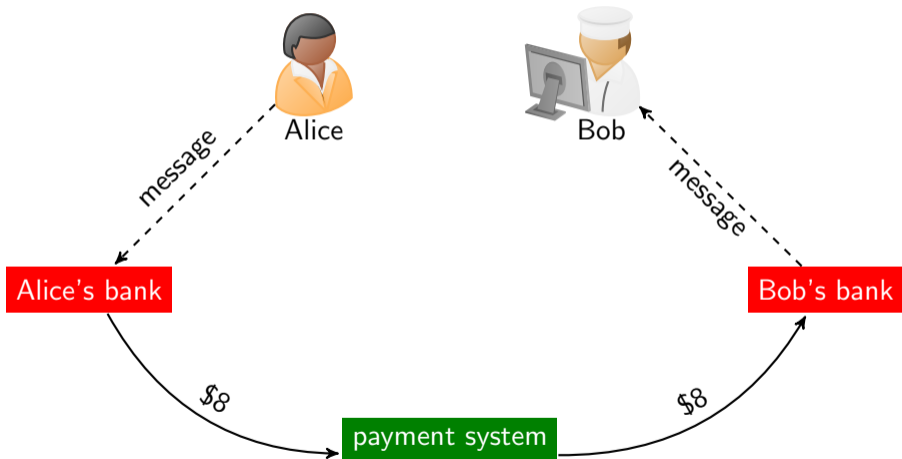 Alice
Bob
message
message
Alice's bank
Bob's bank
$8
$8
payment system